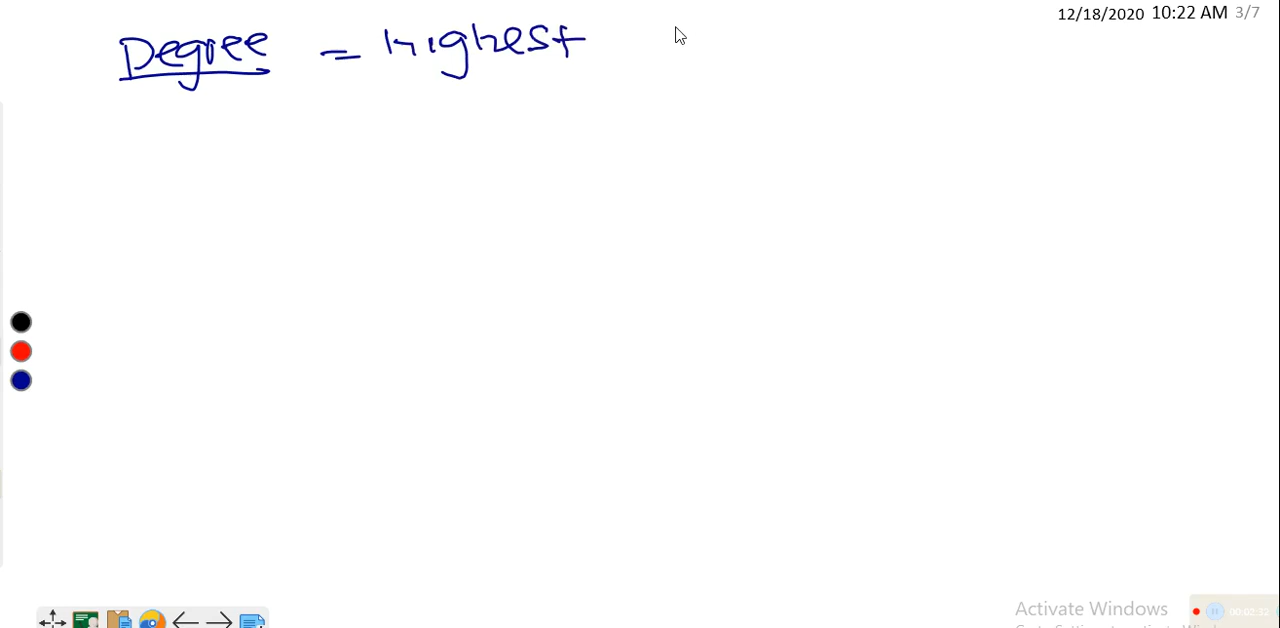 12/18/2020 10:22 AM 3/7
Degree = highest
Activate Windows